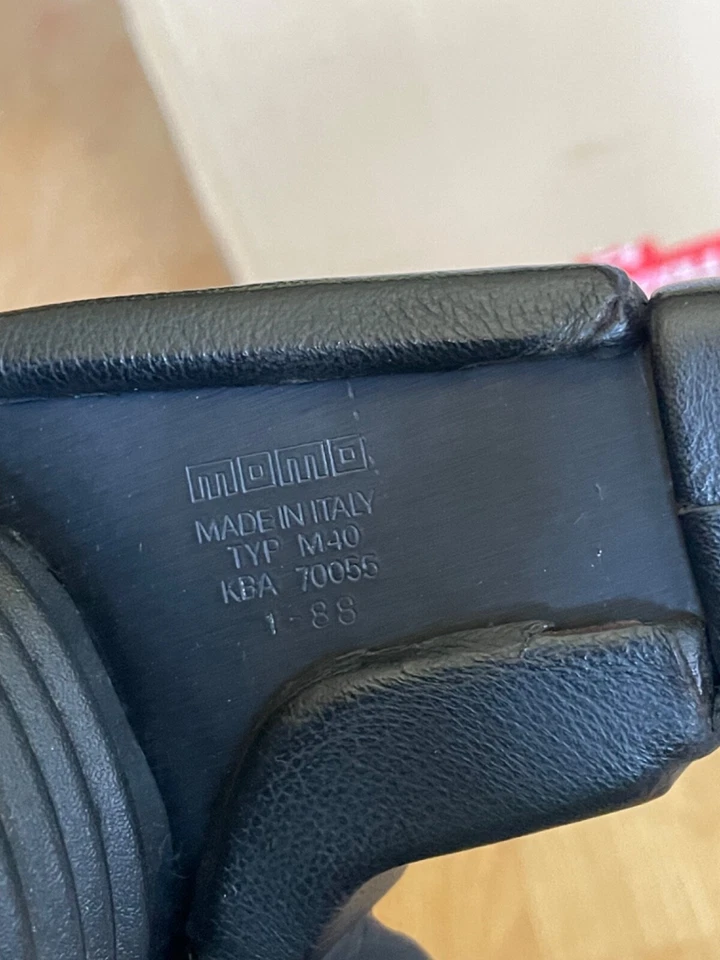 momo
MADE IN ITALY
TYP M40
KBA 70055
1-88